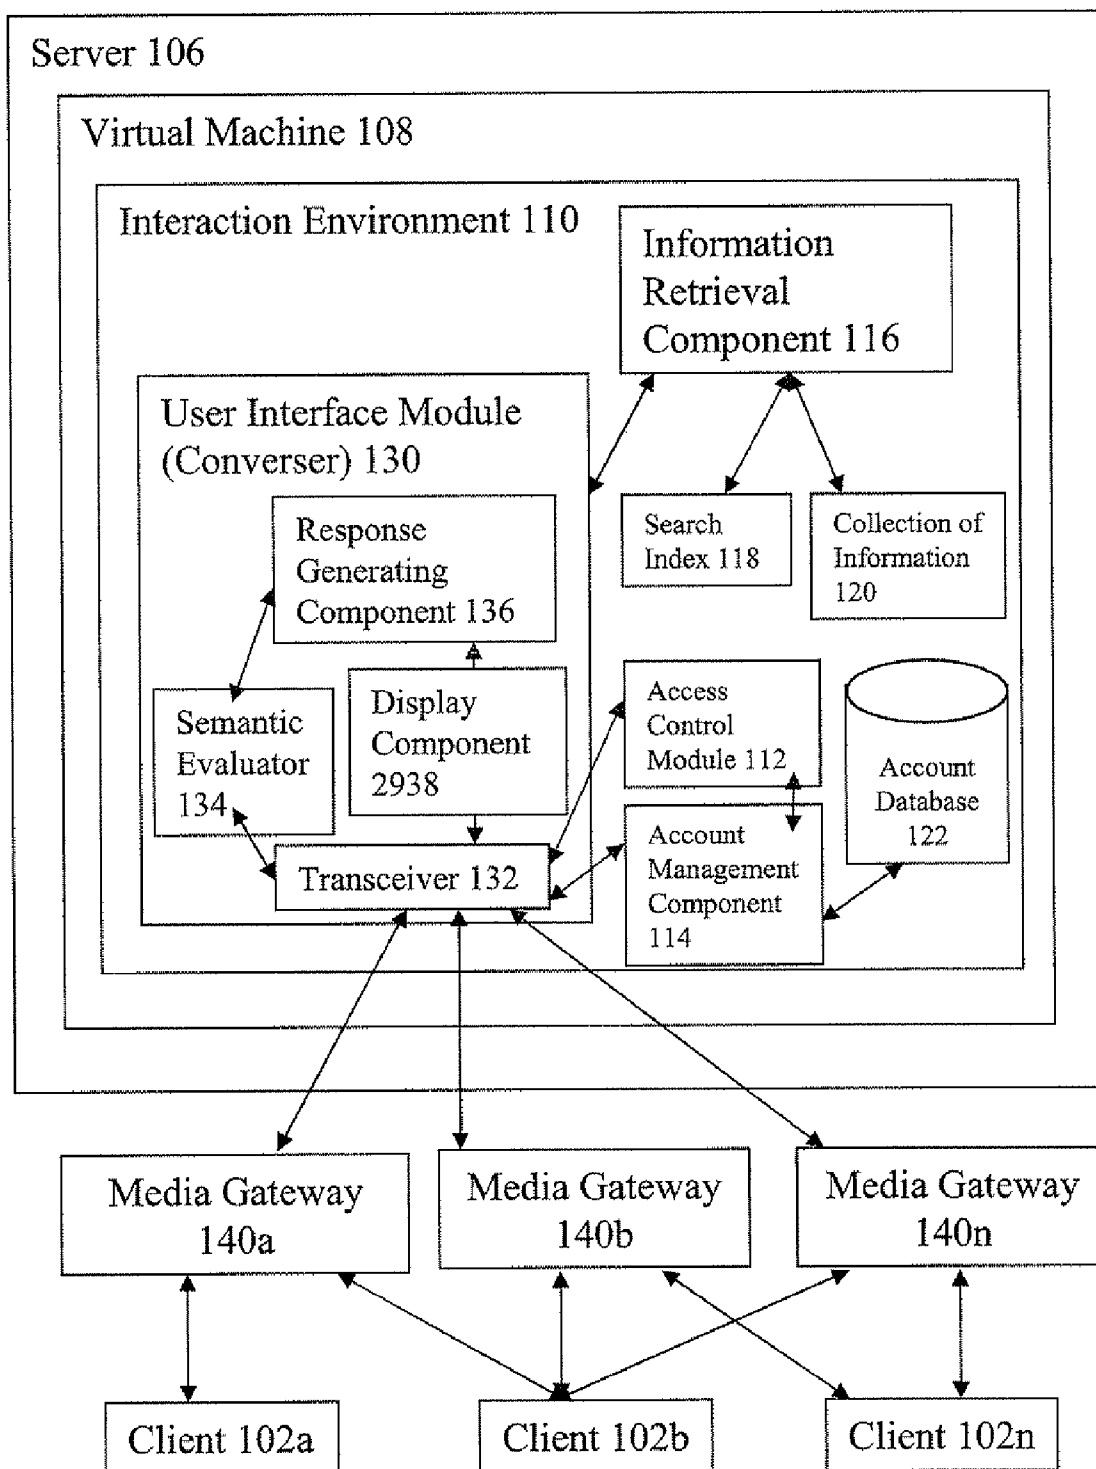 Server 106
Virtual Machine 108
Interaction Environment 110
Information
Retrieval
Component 116
User Interface Module
(Converser) 130
Response
Generating
Component 136
Search
Index 118
Collection of
Information
120
Semantic
Evaluator
134
Display
Component
2938
Access
Control
Module 112
Account
Database
122
Transceiver 132
Account
Management
Component
114
Media Gateway
140a
Media Gateway
140b
Media Gateway
140n
Client 102a
Client 102b
Client 102n